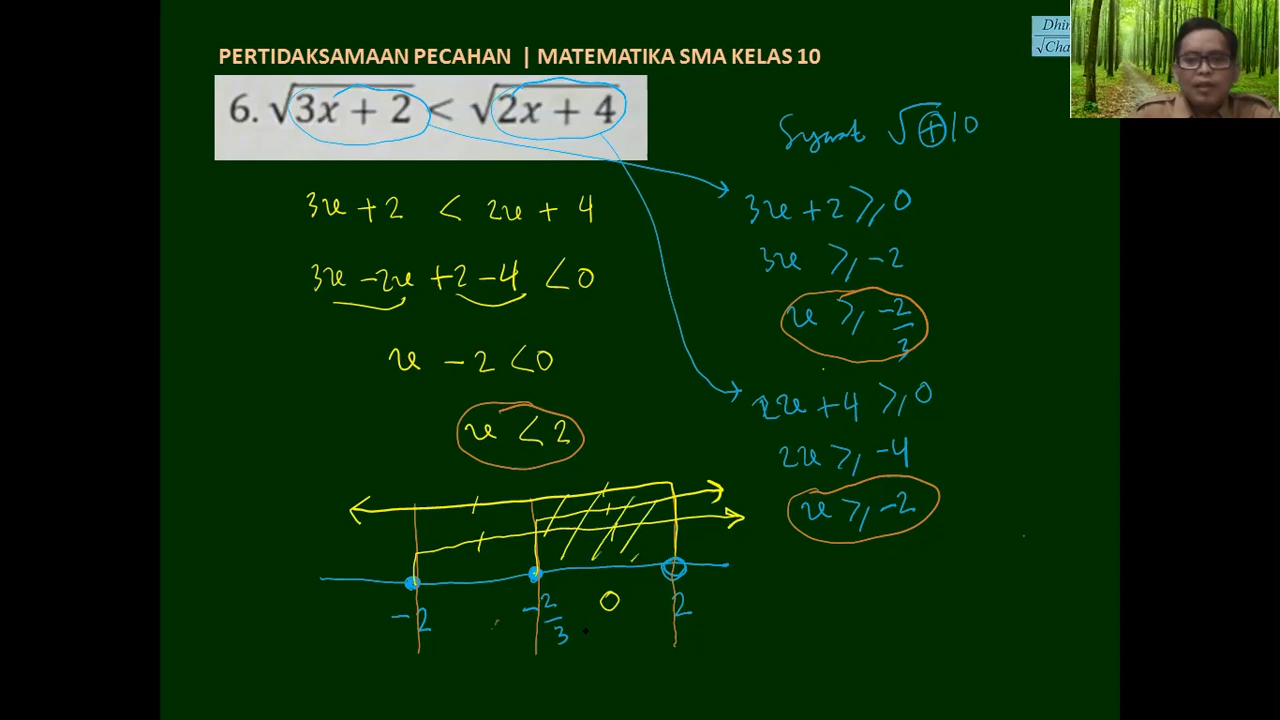 PERTIDAKSAMAAN PECAHAN | MATEMATIKA SMA KELAS 10
Dhin
√Cha
6. √3x + 2 < √2x + 4
3x + 2 < 2x + 4
3x - 2x + 2 - 4 < 0
x - 2 < 0
x < 2
Syarat √ + / 0
3x + 2 ≥ 0
3x ≥ -2
x ≥ -2/3
2x + 4 ≥ 0
2x ≥ -4
x ≥ -2
-2 -2/3 0 2